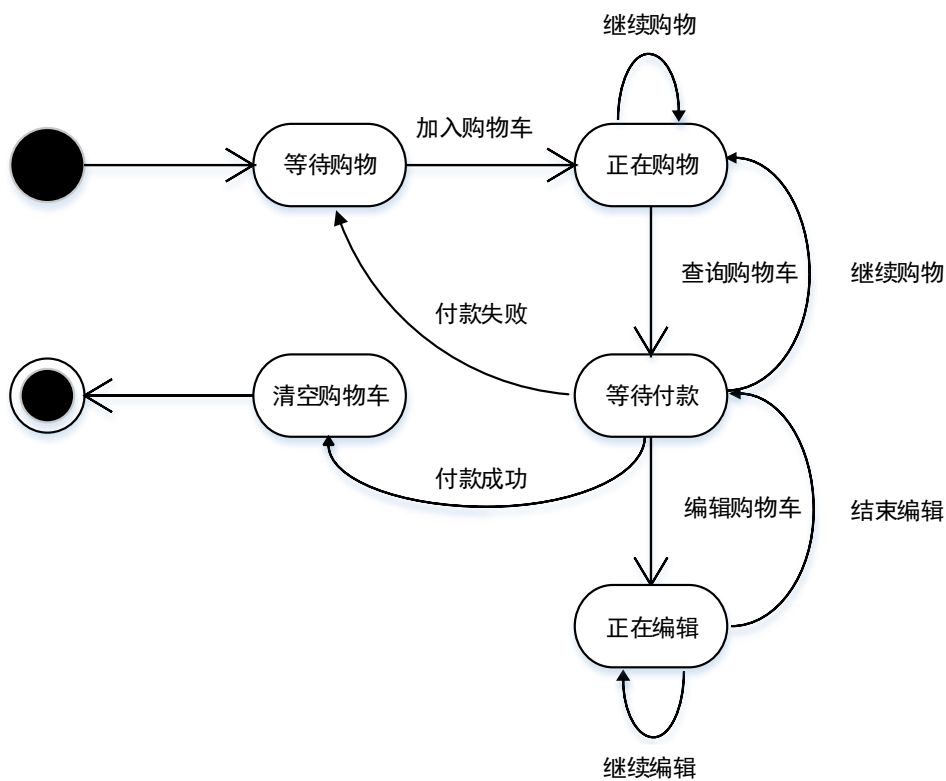 继续购物
加入购物车
等待购物
正在购物
查询购物车
继续购物
付款失败
清空购物车
等待付款
付款成功
编辑购物车
结束编辑
正在编辑
继续编辑